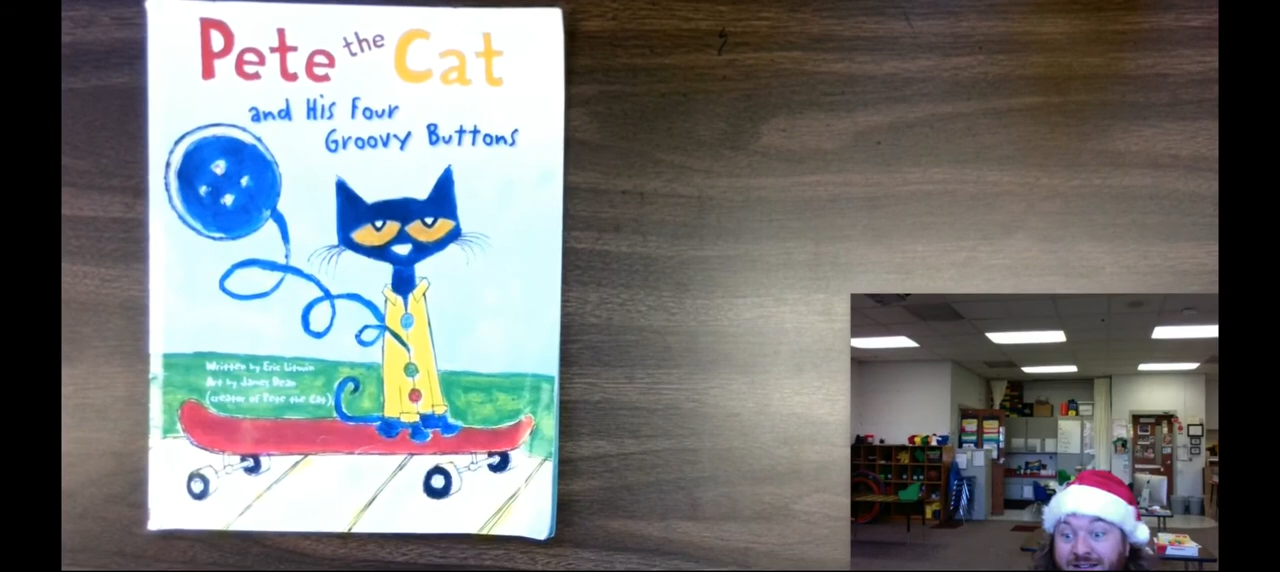 Pete the Cat
and His Four
Groovy Buttons
Written by Eric Litwin
Art by James Dean
(creator of Pete the Cat)